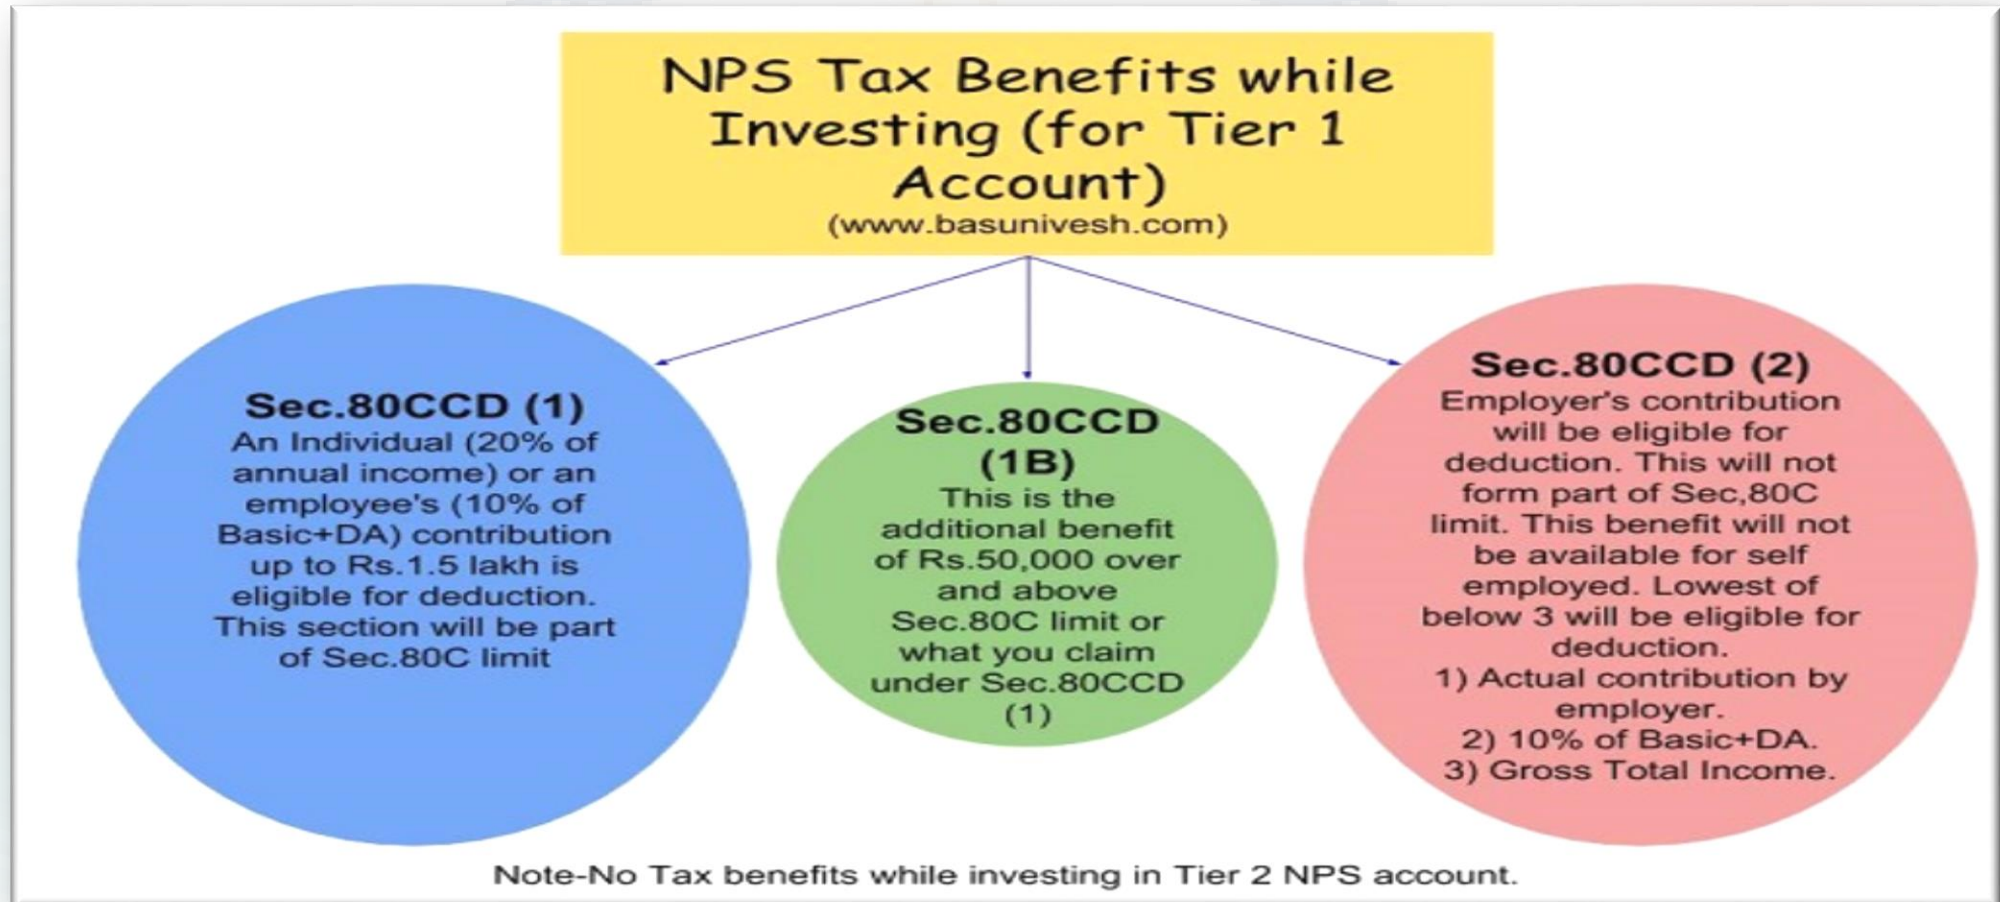 NPS Tax Benefits while
Investing (for Tier 1
Account)
(www.basunivesh.com)
Sec.80CCD (1)
An Individual (20% of
annual income) or an
employee's (10% of
Basic+DA) contribution
up to Rs.1.5 lakh is
eligible for deduction.
This section will be part
of Sec.80C limit
Sec.80CCD
(1B)
This is the
additional benefit
of Rs.50,000 over
and above
Sec.80C limit or
what you claim
under Sec.80CCD
(1)
Sec.80CCD (2)
Employer's contribution
will be eligible for
deduction. This will not
form part of Sec,80C
limit. This benefit will not
be available for self
employed. Lowest of
below 3 will be eligible for
deduction.
1) Actual contribution by
employer.
2) 10% of Basic+DA.
3) Gross Total Income.
Note-No Tax benefits while investing in Tier 2 NPS account.